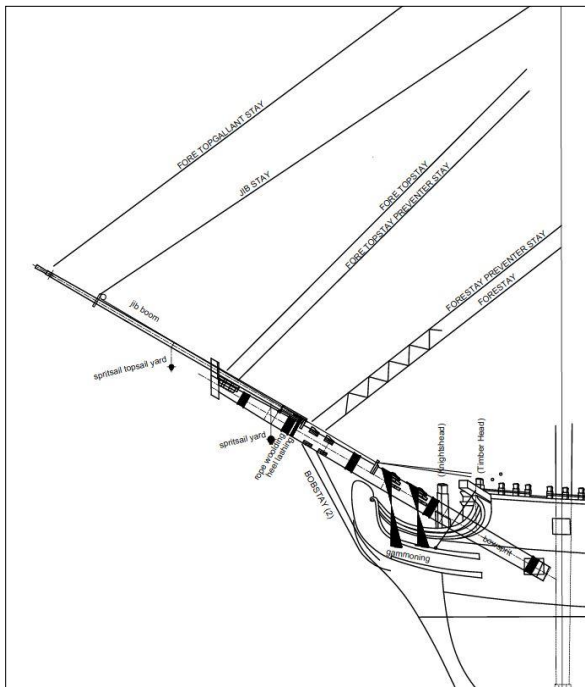 FORE TOPGALLANT STAY
JIB STAY
FORE TOPSTAY
FORE TOPSTAY PREVENTER STAY
FORESTAY PREVENTER STAY
FORESTAY
jib boom
spritsail topsail yard
spritsail yard
rope woolding
heel lashing
BOBSTAY (2)
(Knightshead)
(Timber Head)
gammoning
bowsprit